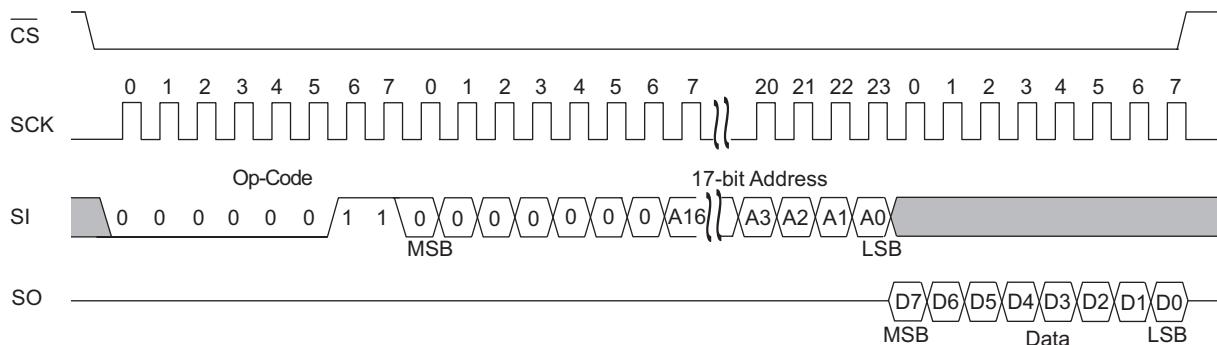 CS
0 1 2 3 4 5 6 7 0 1 2 3 4 5 6 7 20 21 22 23 0 1 2 3 4 5 6 7
SCK
Op-Code 17-bit Address
SI 0 0 0 0 0 0 1 1 0 0 0 0 0 0 0 A16 A3 A2 A1 A0
MSB LSB
SO D7 D6 D5 D4 D3 D2 D1 D0
MSB Data LSB